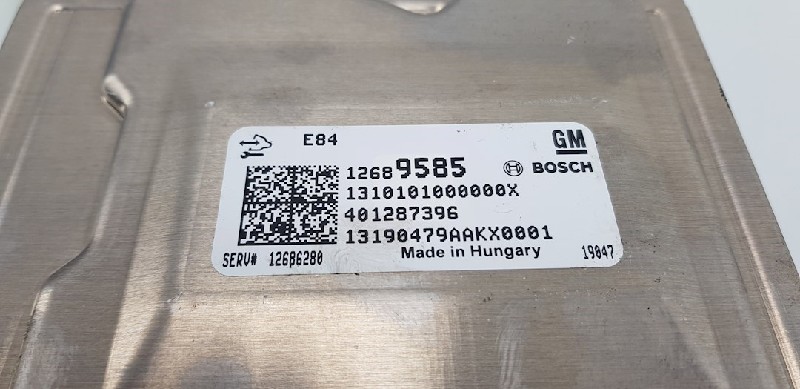 E84
GM
12689585
BOSCH
1310101000000X
401287396
13190479AAKX0001
Made in Hungary
SERV# 12686280
19047